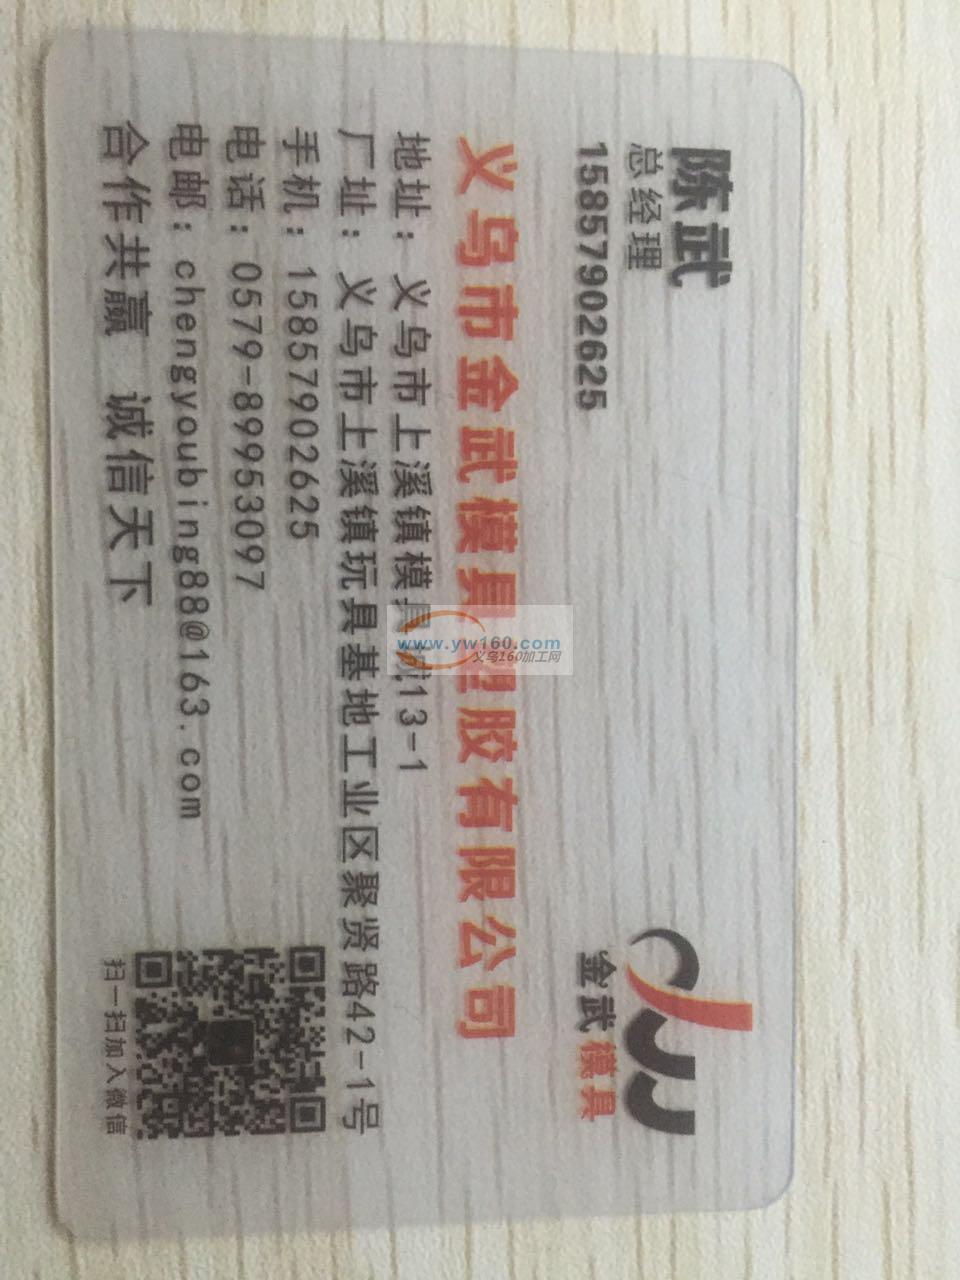 陈武
总经理
15857902625
金武模具
义乌市金武模具塑胶有限公司
地址：义乌市上溪镇模具城13-1
厂址：义乌市上溪镇玩具基地工业区聚贤路42-1号
手机：15857902625
电话：0579-89953097
电邮：chengyoubing88@163.com
合作共赢 诚信天下
扫一扫加入微信
www.yw160.com
义乌160加工网